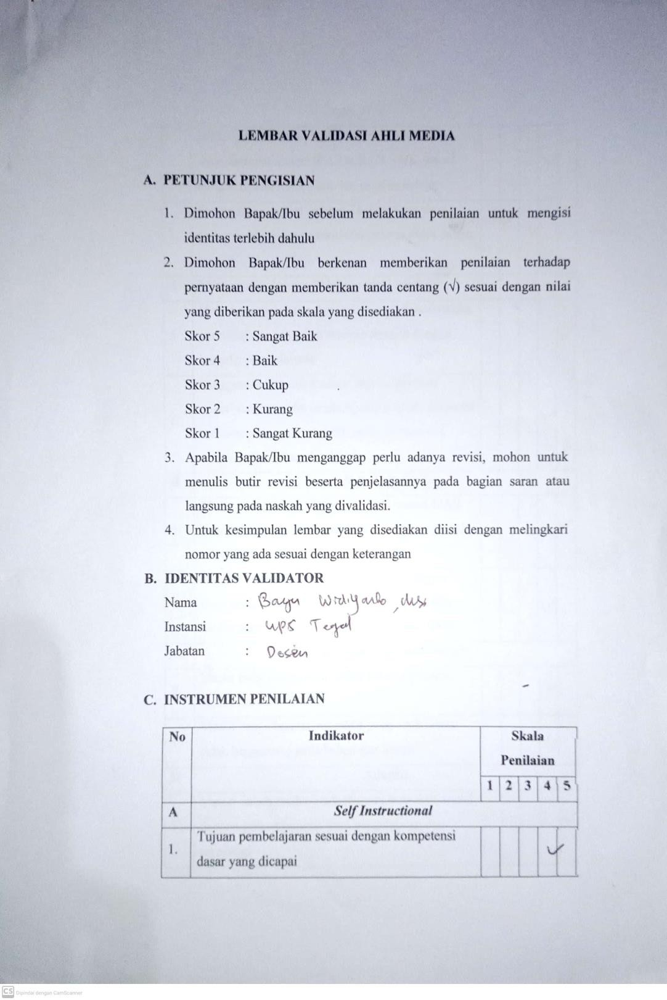 LEMBAR VALIDASI AHLI MEDIA
A. PETUNJUK PENGISIAN
1. Dimohon Bapak/Ibu sebelum melakukan penilaian untuk mengisi
identitas terlebih dahulu
2. Dimohon Bapak/Ibu berkenan memberikan penilaian terhadap
pernyataan dengan memberikan tanda centang (√) sesuai dengan nilai
yang diberikan pada skala yang disediakan .
Skor 5 : Sangat Baik
Skor 4 : Baik
Skor 3 : Cukup
Skor 2 : Kurang
Skor 1 : Sangat Kurang
3. Apabila Bapak/Ibu menganggap perlu adanya revisi, mohon untuk
menulis butir revisi beserta penjelasannya pada bagian saran atau
langsung pada naskah yang divalidasi.
4. Untuk kesimpulan lembar yang disediakan diisi dengan melingkari
nomor yang ada sesuai dengan keterangan
B. IDENTITAS VALIDATOR
Nama : Bayu Widiyanto
Instansi : UPS Tegal
Jabatan : Dosen
C. INSTRUMEN PENILAIAN
No Indikator Skala
Penilaian
1 2 3 4 5
A Self Instructional
1. Tujuan pembelajaran sesuai dengan kompetensi
dasar yang dicapai ✓
CS Dipindai dengan CamScanner